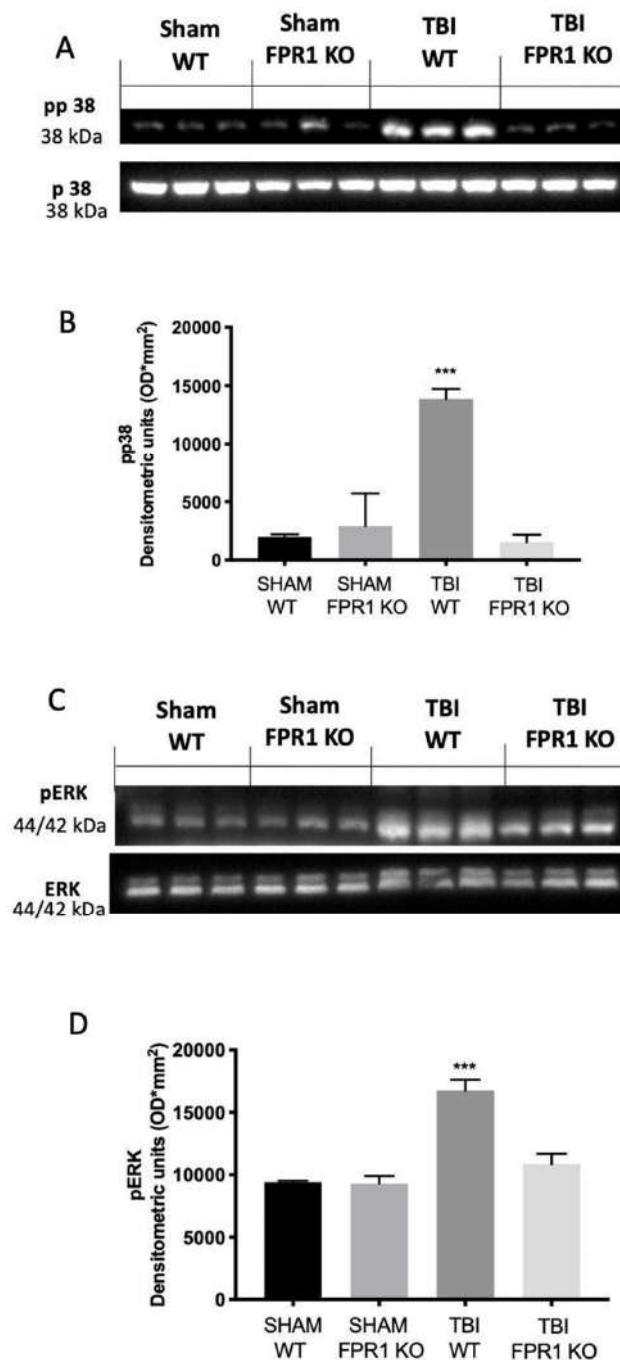 A
Sham
WT
Sham
FPR1 KO
TBI
WT
TBI
FPR1 KO
pp 38
38 kDa
p 38
38 kDa
B
pp38
Densitometric units (OD*mm²)
20000
15000
10000
5000
0
***
SHAM
WT
SHAM
FPR1 KO
TBI
WT
TBI
FPR1 KO
C
Sham
WT
Sham
FPR1 KO
TBI
WT
TBI
FPR1 KO
pERK
44/42 kDa
ERK
44/42 kDa
D
pERK
Densitometric units (OD*mm²)
20000
15000
10000
5000
0
***
SHAM
WT
SHAM
FPR1 KO
TBI
WT
TBI
FPR1 KO